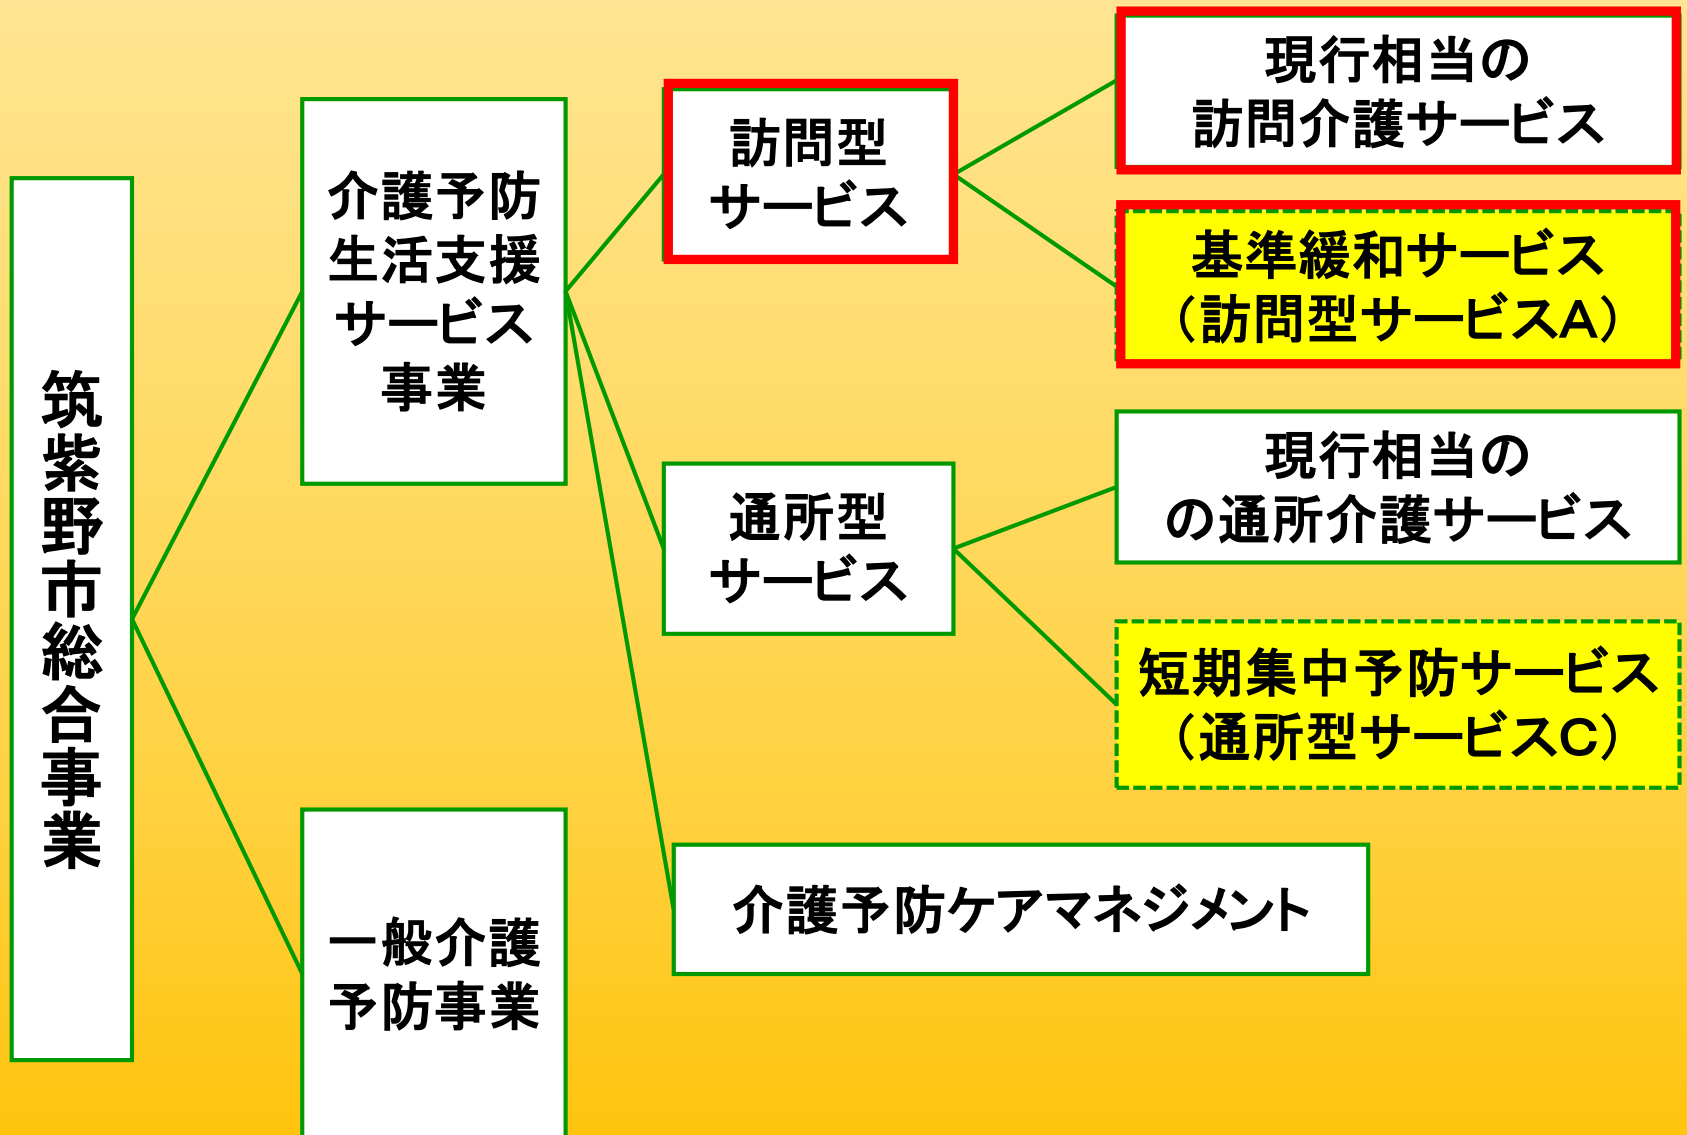 筑紫野市総合事業
介護予防
生活支援
サービス
事業
一般介護
予防事業
訪問型
サービス
通所型
サービス
介護予防ケアマネジメント
現行相当の
訪問介護サービス
基準緩和サービス
（訪問型サービスA）
現行相当の
の通所介護サービス
短期集中予防サービス
（通所型サービスC）